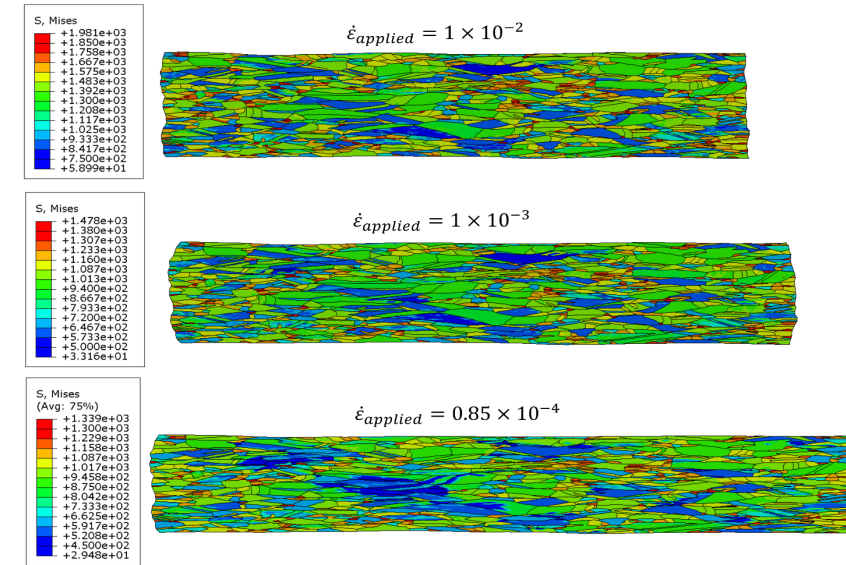 S, Mises
+1.981e+03
+1.850e+03
+1.758e+03
+1.667e+03
+1.575e+03
+1.483e+03
+1.392e+03
+1.300e+03
+1.208e+03
+1.117e+03
+1.025e+03
+9.333e+02
+8.417e+02
+7.500e+02
+5.899e+01
ε̇applied = 1 × 10⁻²
S, Mises
+1.478e+03
+1.380e+03
+1.307e+03
+1.233e+03
+1.160e+03
+1.087e+03
+1.013e+03
+9.400e+02
+8.667e+02
+7.933e+02
+7.200e+02
+6.467e+02
+5.733e+02
+5.000e+02
+3.316e+01
ε̇applied = 1 × 10⁻³
S, Mises
(Avg: 75%)
+1.339e+03
+1.300e+03
+1.229e+03
+1.158e+03
+1.087e+03
+1.017e+03
+9.458e+02
+8.750e+02
+8.042e+02
+7.333e+02
+6.625e+02
+5.917e+02
+5.208e+02
+4.500e+02
+2.948e+01
ε̇applied = 0.85 × 10⁻⁴